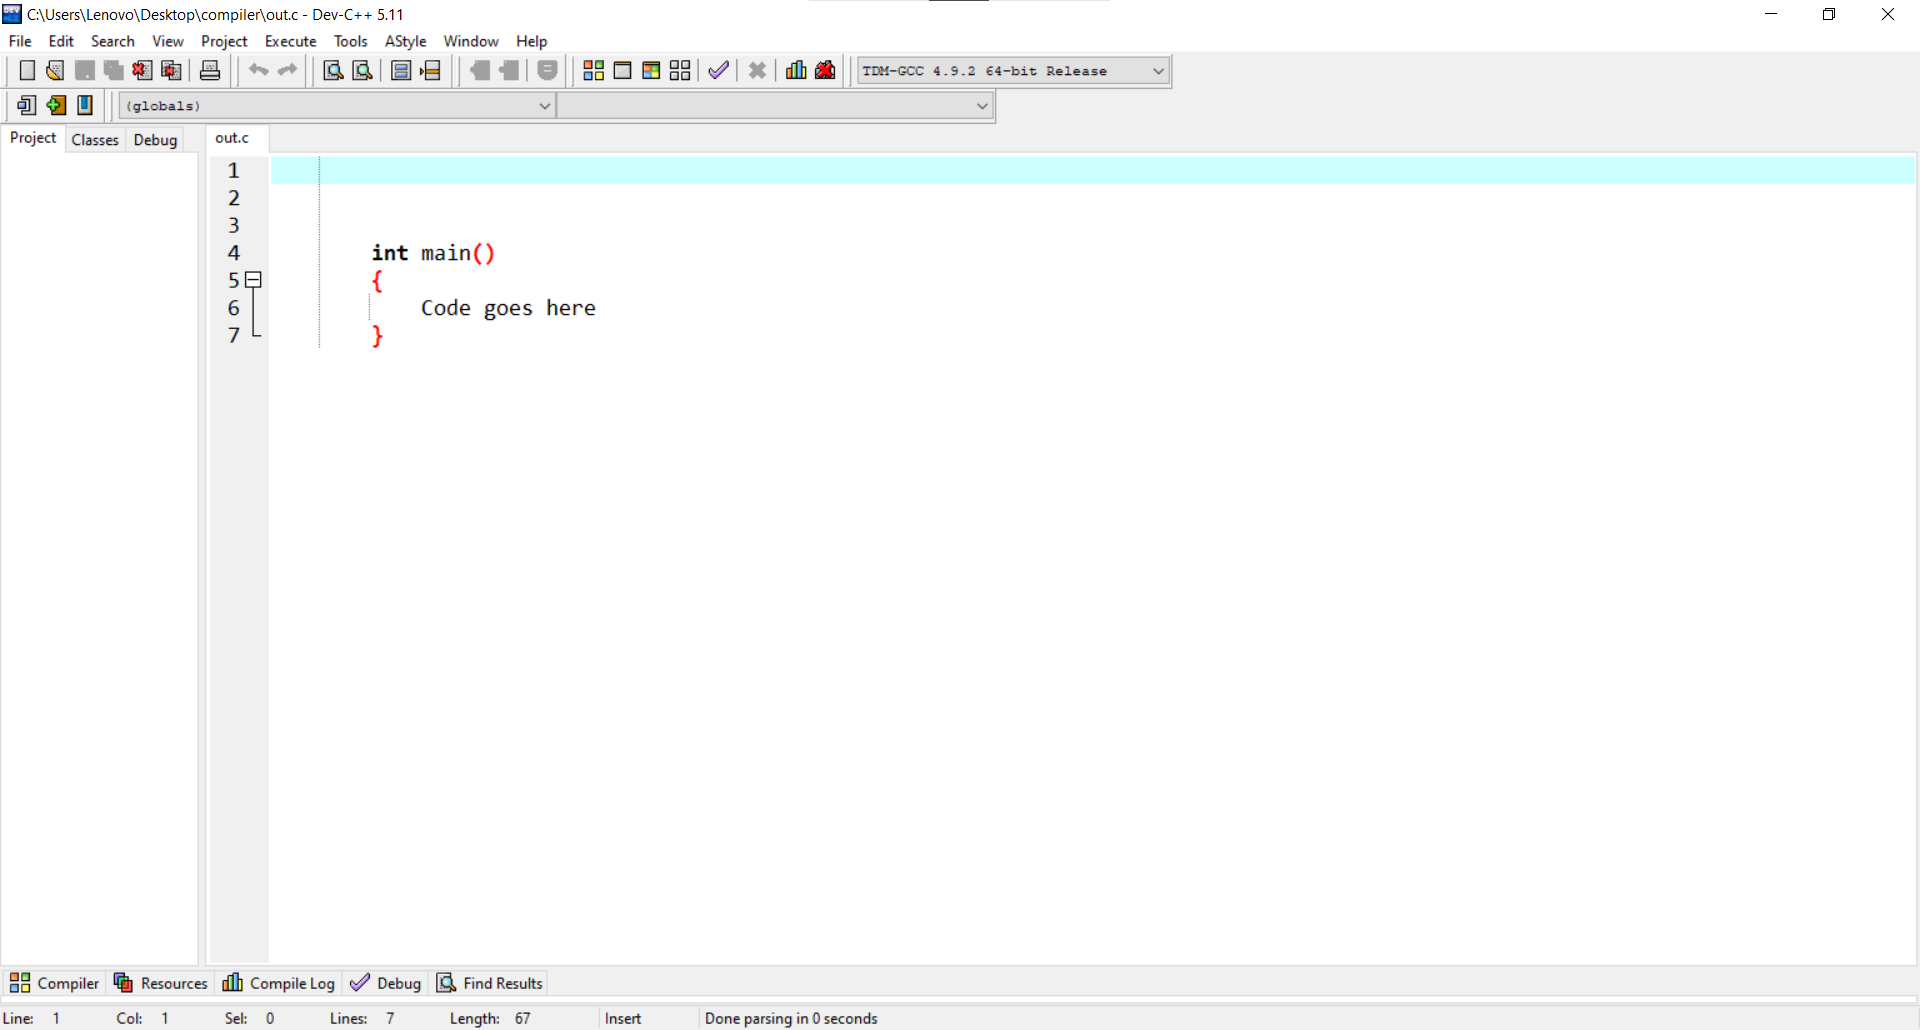 C:\Users\Lenovo\Desktop\compiler\out.c - Dev-C++ 5.11
File Edit Search View Project Execute Tools AStyle Window Help
TDM-GCC 4.9.2 64-bit Release
(globals)
Project Classes Debug out.c
1
2
3
4 int main()
5 {
6 Code goes here
7 }
Compiler Resources Compile Log Debug Find Results
Line: 1 Col: 1 Sel: 0 Lines: 7 Length: 67 Insert Done parsing in 0 seconds